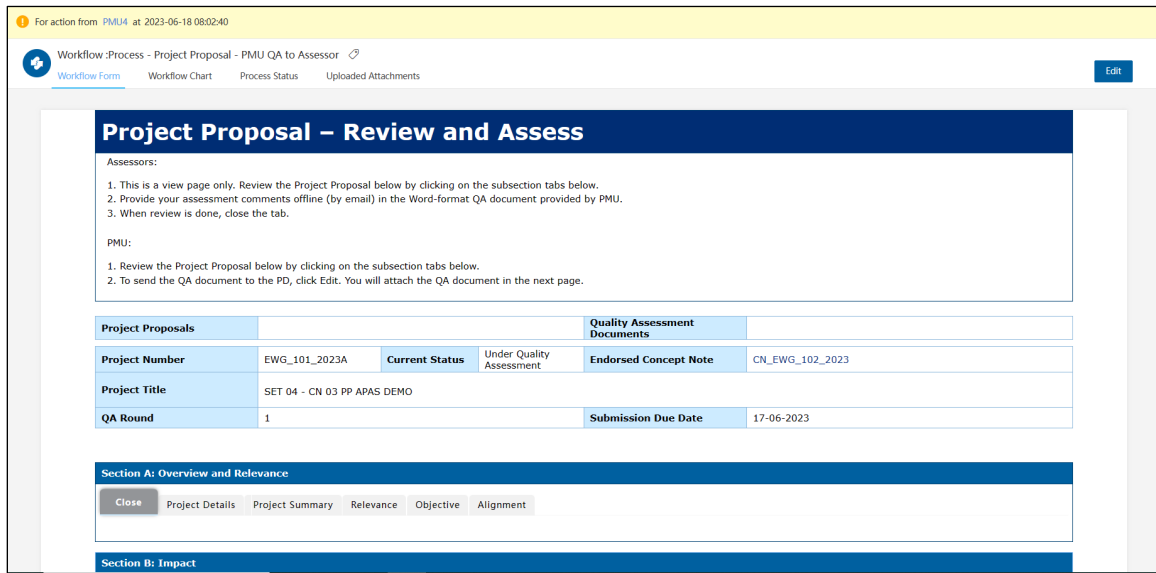 For action from PMU4 at 2023-06-18 08:02:40
Workflow :Process - Project Proposal - PMU QA to Assessor
Workflow Form Workflow Chart Process Status Uploaded Attachments
Edit
Project Proposal – Review and Assess
Assessors:
1. This is a view page only. Review the Project Proposal below by clicking on the subsection tabs below.
2. Provide your assessment comments offline (by email) in the Word-format QA document provided by PMU.
3. When review is done, close the tab.
PMU:
1. Review the Project Proposal below by clicking on the subsection tabs below.
2. To send the QA document to the PD, click Edit. You will attach the QA document in the next page.
Project Proposals
Quality Assessment
Documents
Project Number EWG_101_2023A Current Status
Under Quality
Assessment
Endorsed Concept Note CN_EWG_102_2023
Project Title SET 04 - CN 03 PP APAS DEMO
QA Round 1 Submission Due Date 17-06-2023
Section A: Overview and Relevance
Close Project Details Project Summary Relevance Objective Alignment
Section B: Impact